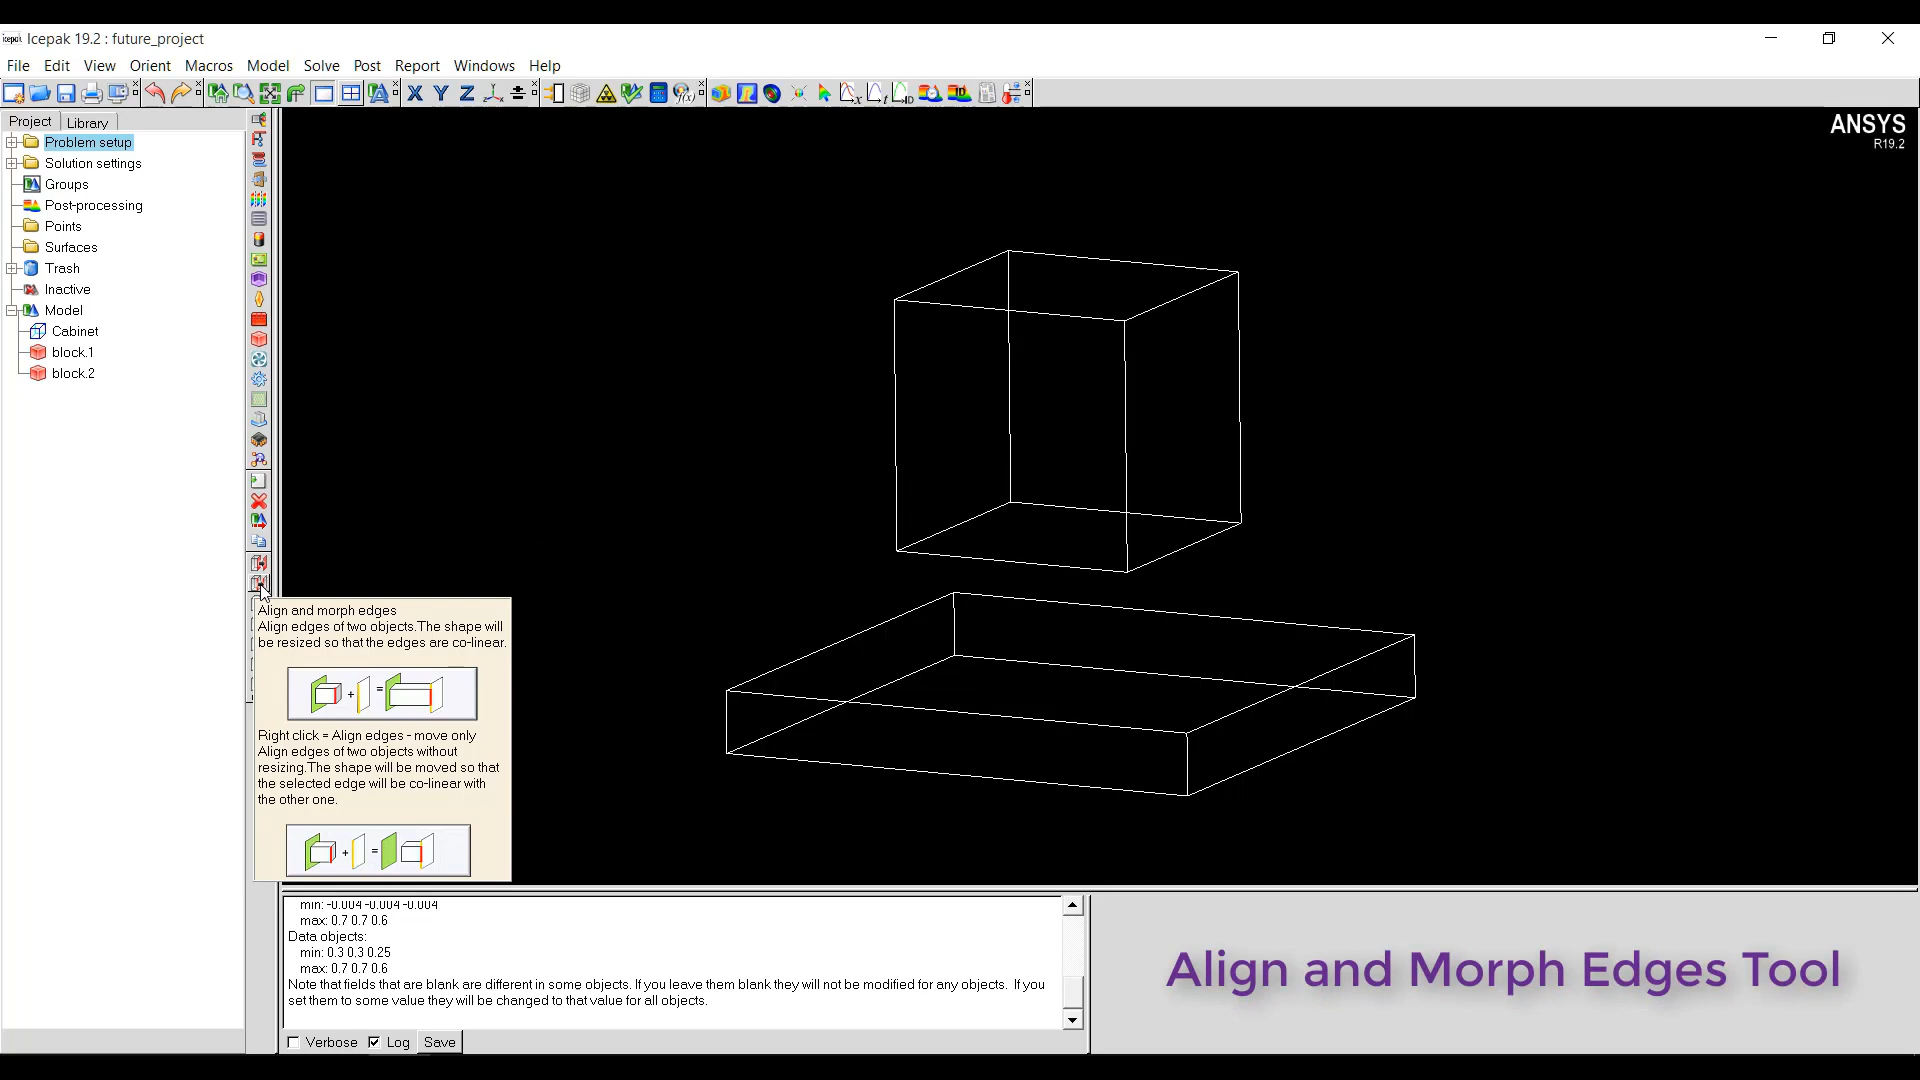 Icepak 19.2 : future_project
File Edit View Orient Macros Model Solve Post Report Windows Help
X Y Z
Project Library
Problem setup
Solution settings
Groups
Post-processing
Points
Surfaces
Trash
Inactive
Model
Cabinet
block.1
block.2
ANSYS
R19.2
Align and morph edges
Align edges of two objects.The shape will
be resized so that the edges are co-linear.
Right click = Align edges - move only
Align edges of two objects without
resizing.The shape will be moved so that
the selected edge will be co-linear with
the other one.
min: -0.004 -0.004 -0.004
max: 0.7 0.7 0.6
Data objects:
min: 0.3 0.3 0.25
max: 0.7 0.7 0.6
Note that fields that are blank are different in some objects. If you leave them blank they will not be modified for any objects. If you
set them to some value they will be changed to that value for all objects.
Verbose Log Save
Align and Morph Edges Tool